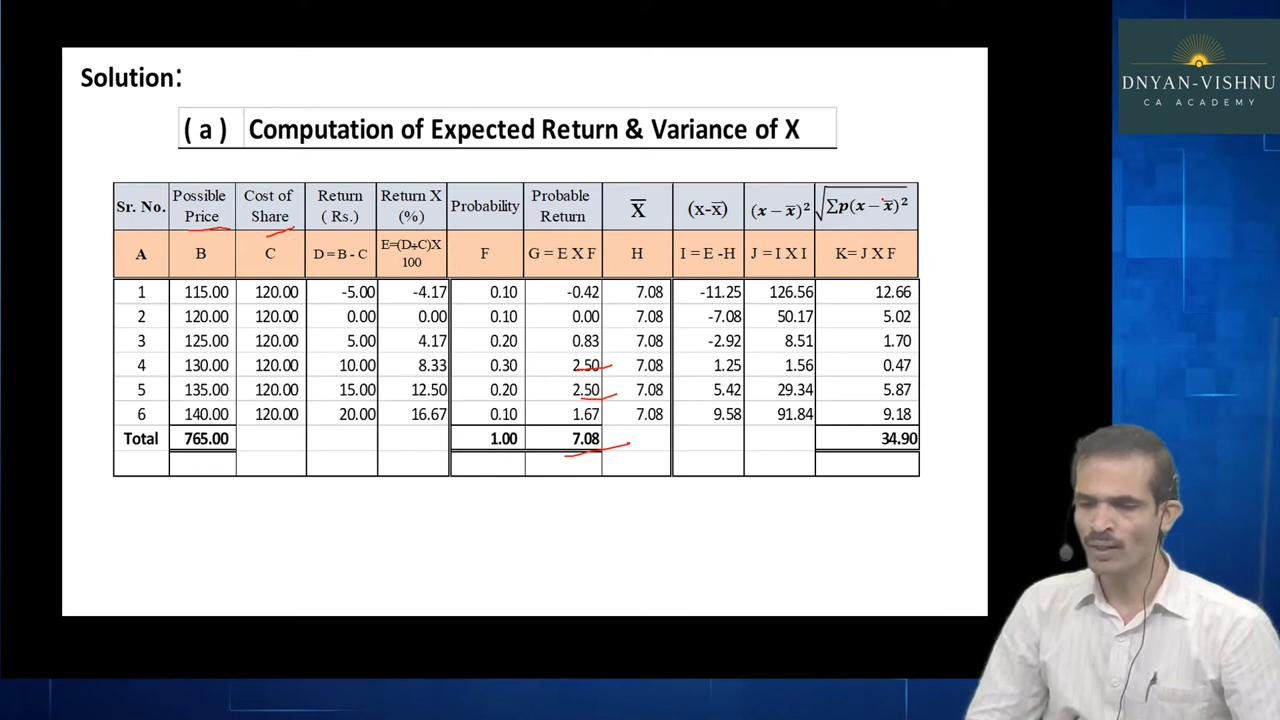 DNYAN-VISHNU
CA ACADEMY
Solution:
( a ) Computation of Expected Return & Variance of X
Sr. No. Possible Price Cost of Share Return ( Rs.) Return X (%) Probability Probable Return X̅ (x-x̅) (x − x̅)² √Σp(x − x̅)²
A B C D = B - C E=(D÷C)X 100 F G = E X F H I = E -H J = I X I K= J X F
1 115.00 120.00 -5.00 -4.17 0.10 -0.42 7.08 -11.25 126.56 12.66
2 120.00 120.00 0.00 0.00 0.10 0.00 7.08 -7.08 50.17 5.02
3 125.00 120.00 5.00 4.17 0.20 0.83 7.08 -2.92 8.51 1.70
4 130.00 120.00 10.00 8.33 0.30 2.50 7.08 1.25 1.56 0.47
5 135.00 120.00 15.00 12.50 0.20 2.50 7.08 5.42 29.34 5.87
6 140.00 120.00 20.00 16.67 0.10 1.67 7.08 9.58 91.84 9.18
Total 765.00 1.00 7.08 34.90